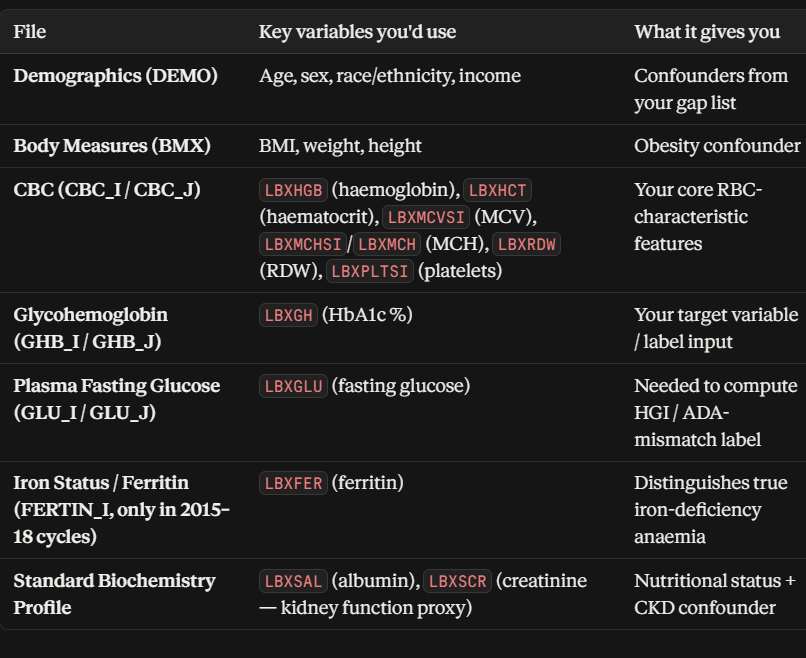 File Key variables you'd use What it gives you
Demographics (DEMO) Age, sex, race/ethnicity, income Confounders from
your gap list
Body Measures (BMX) BMI, weight, height Obesity confounder
CBC (CBC_I / CBC_J) LBXHGB (haemoglobin), LBXHCT Your core RBC-
(haematocrit), LBXMCVSI (MCV), characteristic
LBXMCHSI / LBXMCH (MCH), LBXRDW features
(RDW), LBXPLTSI (platelets)
Glycohemoglobin LBXGH (HbA1c %) Your target variable
(GHB_I / GHB_J) / label input
Plasma Fasting Glucose LBXGLU (fasting glucose) Needed to compute
(GLU_I / GLU_J) HGI / ADA-
mismatch label
Iron Status / Ferritin LBXFER (ferritin) Distinguishes true
(FERTIN_I, only in 2015– iron-deficiency
18 cycles) anaemia
Standard Biochemistry LBXSAL (albumin), LBXSCR (creatinine Nutritional status +
Profile — kidney function proxy) CKD confounder